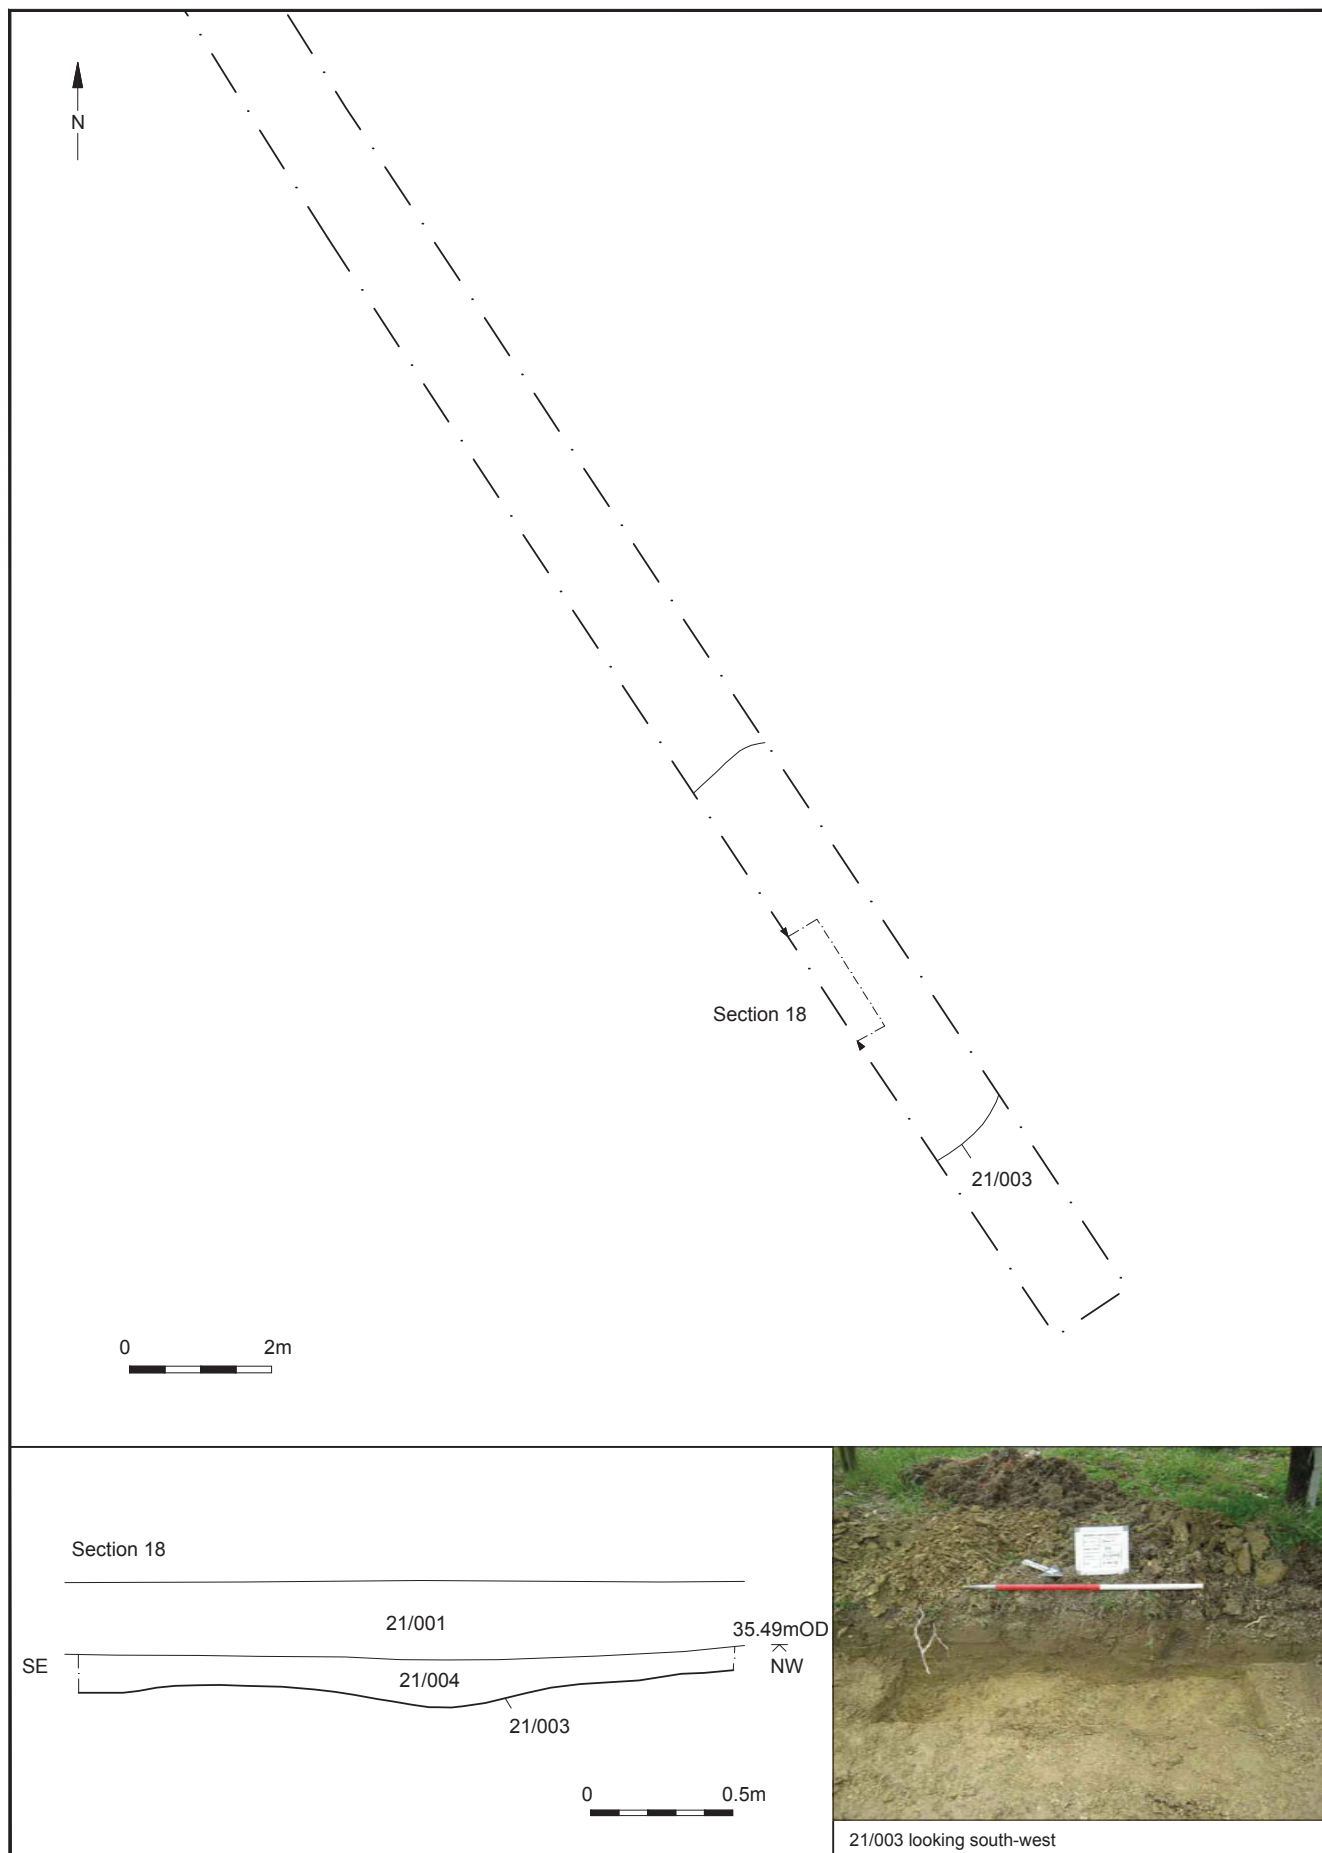 N
Section 18
21/003
0 2m
Section 18
21/001
35.49mOD
SE NW
21/004
21/003
0 0.5m
21/003 looking south-west